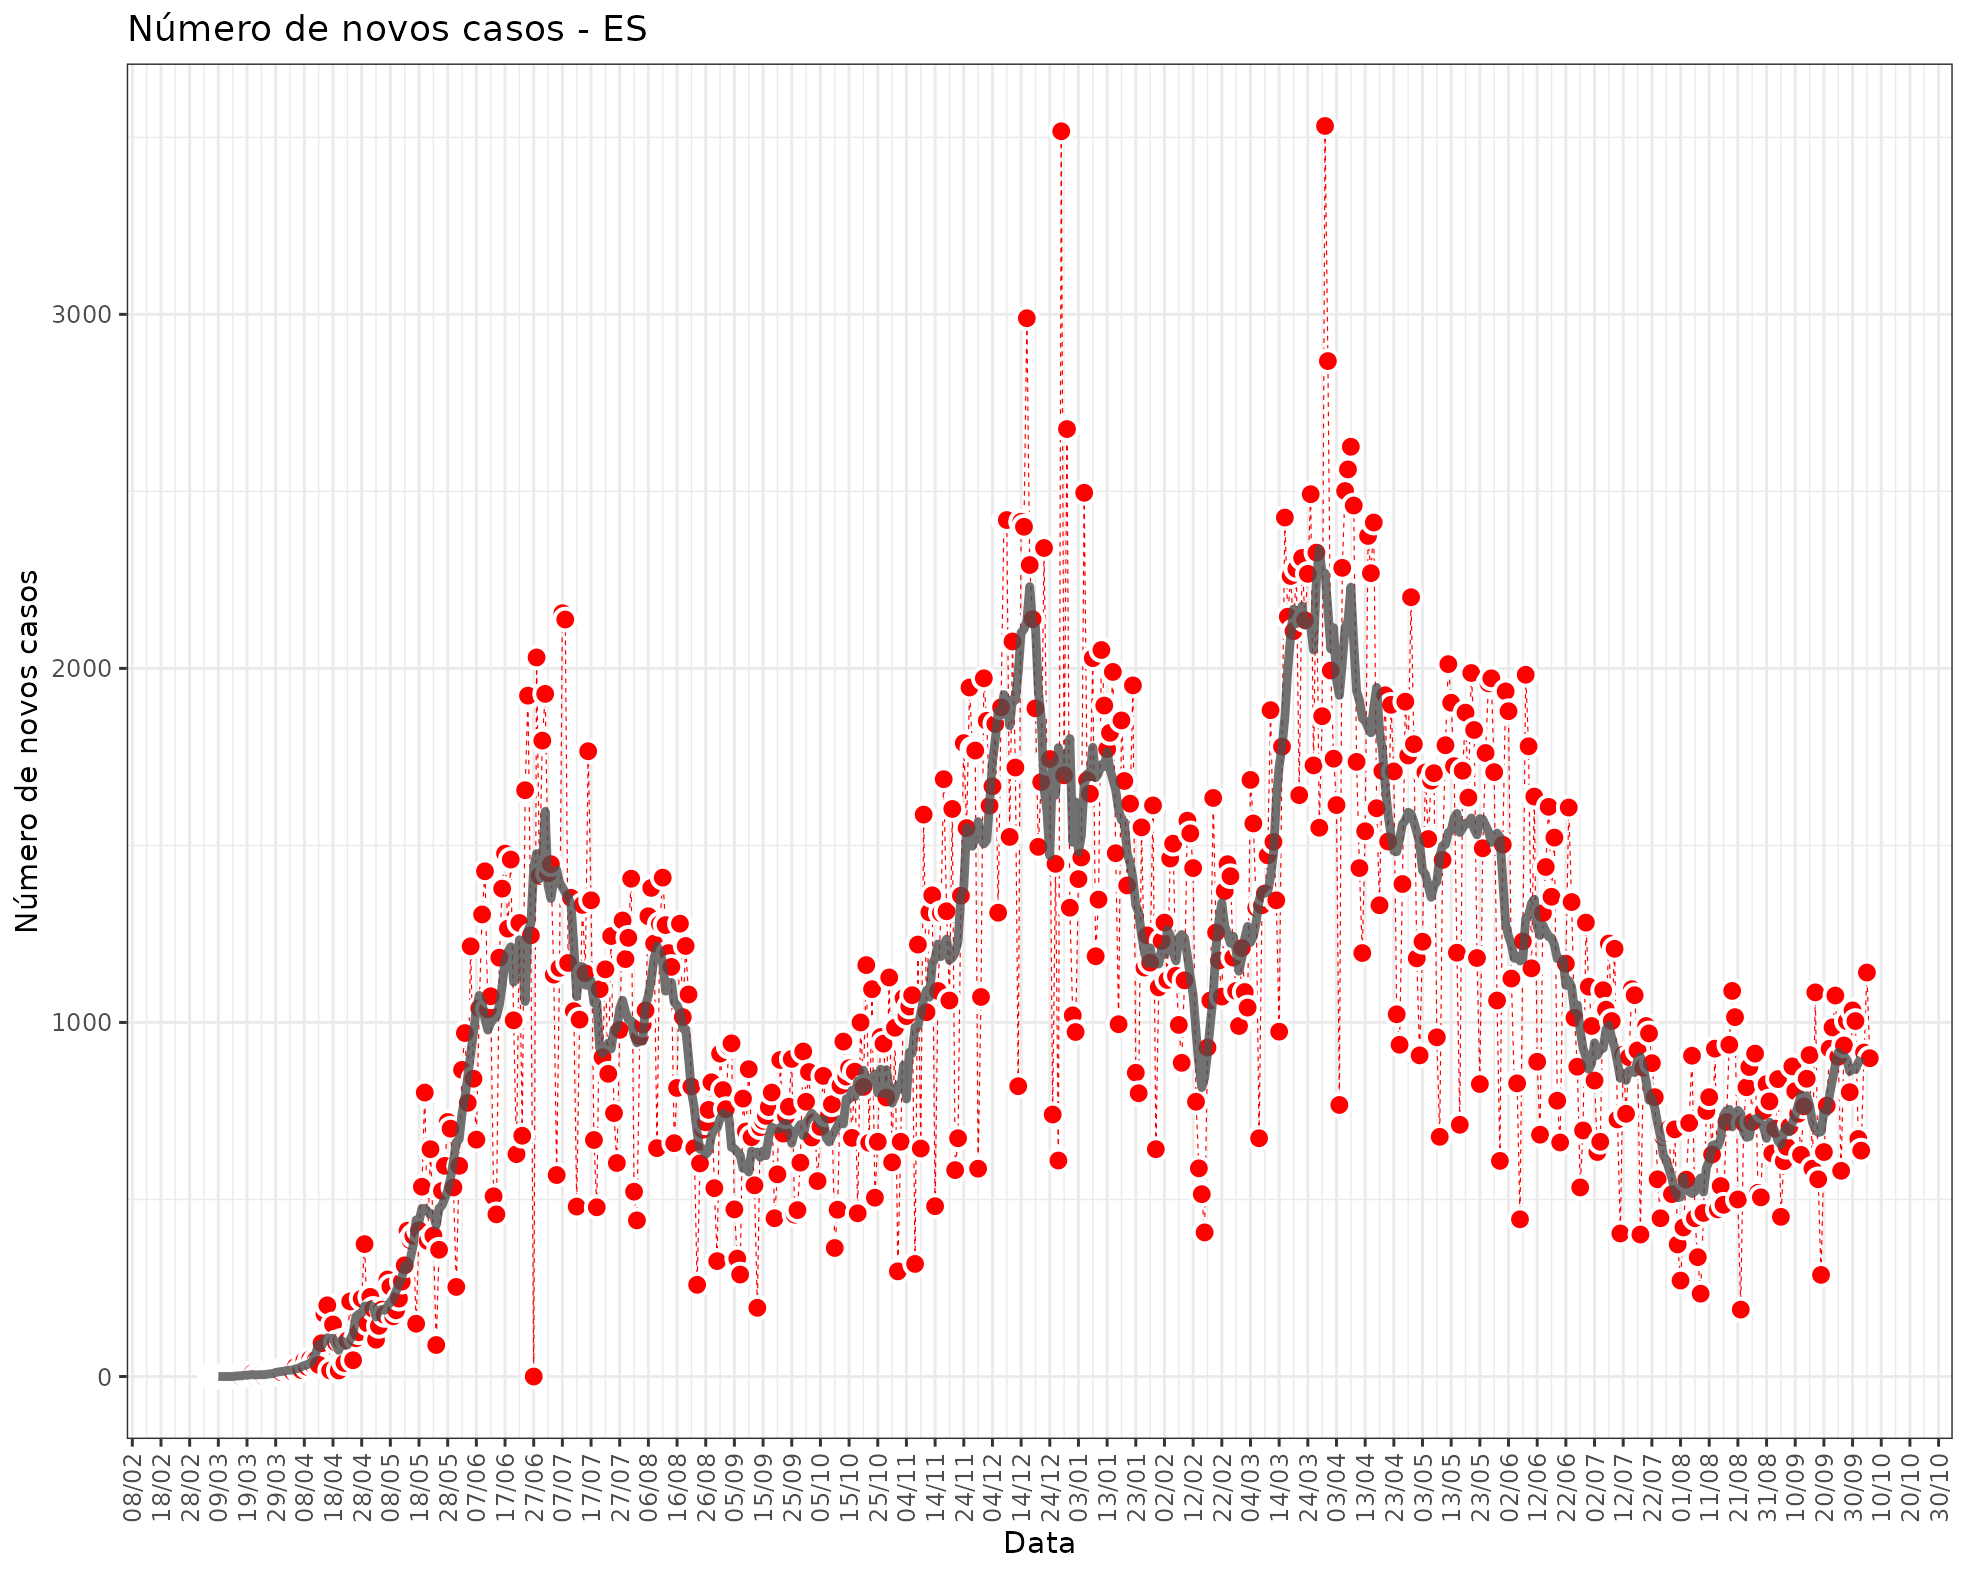 Número de novos casos - ES
Número de novos casos
3000
2000
1000
0
08/02 18/02 28/02 09/03 19/03 29/03 08/04 18/04 28/04 08/05 18/05 28/05 07/06 17/06 27/06 07/07 17/07 27/07 06/08 16/08 26/08 05/09 15/09 25/09 05/10 15/10 25/10 04/11 14/11 24/11 04/12 14/12 24/12 03/01 13/01 23/01 02/02 12/02 22/02 04/03 14/03 24/03 03/04 13/04 23/04 03/05 13/05 23/05 02/06 12/06 22/06 02/07 12/07 22/07 01/08 11/08 21/08 31/08 10/09 20/09 30/09 10/10 20/10 30/10
Data